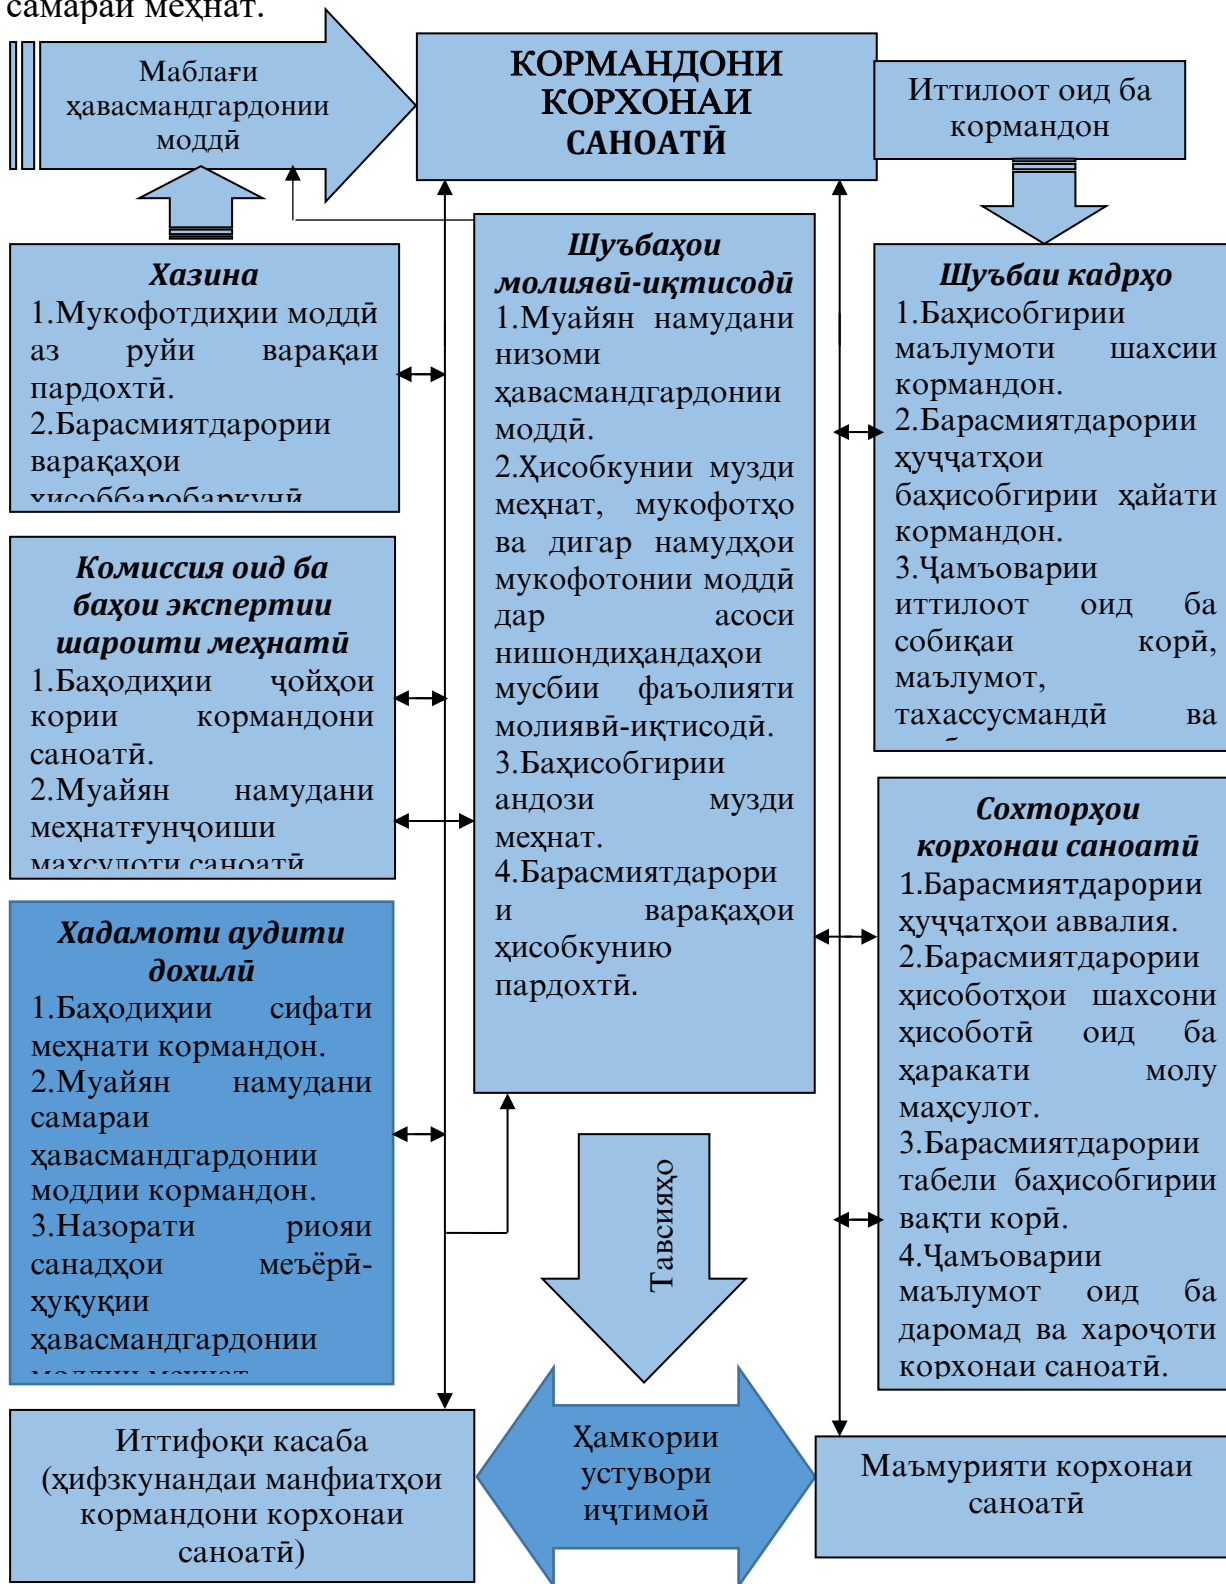 самараи меҳнат.
Маблағи
ҳавасмандгардонии
моддӣ
КОРМАНДОНИ
КОРХОНАИ
САНОАТӢ
Иттилоот оид ба
кормандон
Хазина
1.Мукофотдиҳии моддӣ
аз руйи варақаи
пардохтӣ.
2.Барасмиятдарории
варақаҳои
ҳисоббаробаркунӣ
Шуъбаҳои
молиявӣ-иқтисодӣ
1.Муайян намудани
низоми
ҳавасмандгардонии
моддӣ.
2.Ҳисобкунии музди
меҳнат, мукофотҳо
ва дигар намудҳои
мукофотонии моддӣ
дар асоси
нишондиҳандаҳои
мусбии фаъолияти
молиявӣ-иқтисодӣ.
3.Баҳисобгирии
андози музди
меҳнат.
4.Барасмиятдарори
и варақаҳои
ҳисобкунию
пардохтӣ.
Шуъбаи кадрҳо
1.Баҳисобгирии
маълумоти шахсии
кормандон.
2.Барасмиятдарории
ҳуҷҷатҳои
баҳисобгирии ҳайати
кормандон.
3.Ҷамъоварии
иттилоот оид ба
собиқаи корӣ,
маълумот,
тахассусмандӣ ва
Комиссия оид ба
баҳои экспертии
шароити меҳнатӣ
1.Баҳодиҳии ҷойҳои
кории кормандони
саноатӣ.
2.Муайян намудани
меҳнатғунҷоиши
маҳсулоти саноатӣ
Хадамоти аудити
дохилӣ
1.Баҳодиҳии сифати
меҳнати кормандон.
2.Муайян намудани
самараи
ҳавасмандгардонии
моддии кормандон.
3.Назорати риояи
санадҳои меъёрӣ-
ҳуқуқии
ҳавасмандгардонии
моддии меҳнат
Сохторҳои
корхонаи саноатӣ
1.Барасмиятдарории
ҳуҷҷатҳои аввалия.
2.Барасмиятдарории
ҳисоботҳои шахсони
ҳисоботӣ оид ба
ҳаракати молу
маҳсулот.
3.Барасмиятдарории
табели баҳисобгирии
вақти корӣ.
4.Ҷамъоварии
маълумот оид ба
даромад ва хароҷоти
корхонаи саноатӣ.
Тавсияҳо
Иттифоқи касаба
(ҳифзкунандаи манфиатҳои
кормандони корхонаи
саноатӣ)
Ҳамкории
устувори
иҷтимоӣ
Маъмурияти корхонаи
саноатӣ